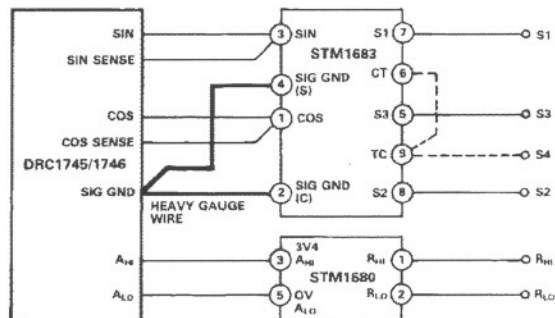 SIN 3 SIN S1 7 S1
STM1683
SIN SENSE
CT 6
4 SIG GND
(S)
COS 1 COS S3 5 S3
COS SENSE
DRC1745/1746
TC 9 S4
SIG GND 2 SIG GND
(C) S2 8 S2
HEAVY GAUGE
WIRE
3V4
A HI 3 A HI R HI 1 R HI
STM1680
A LO 5 OV R LO 2 R LO
A LO